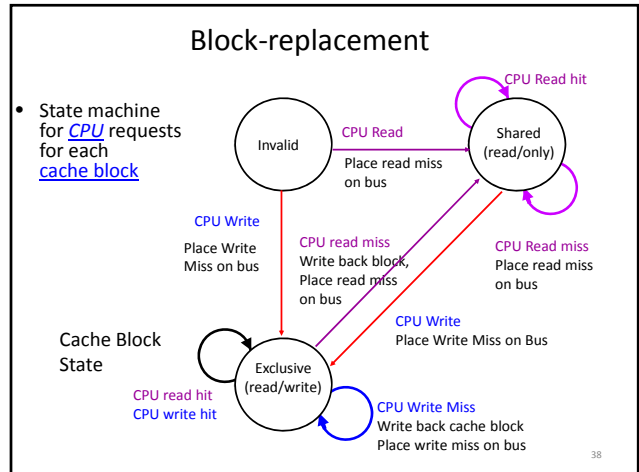 Block-replacement
• State machine
for CPU requests
for each
cache block
Invalid
CPU Read
Place read miss
on bus
CPU Read hit
Shared
(read/only)
CPU Read miss
Place read miss
on bus
CPU Write
Place Write
Miss on bus
CPU read miss
Write back block,
Place read miss
on bus
CPU Write
Place Write Miss on Bus
Cache Block
State
Exclusive
(read/write)
CPU read hit
CPU write hit
CPU Write Miss
Write back cache block
Place write miss on bus
38